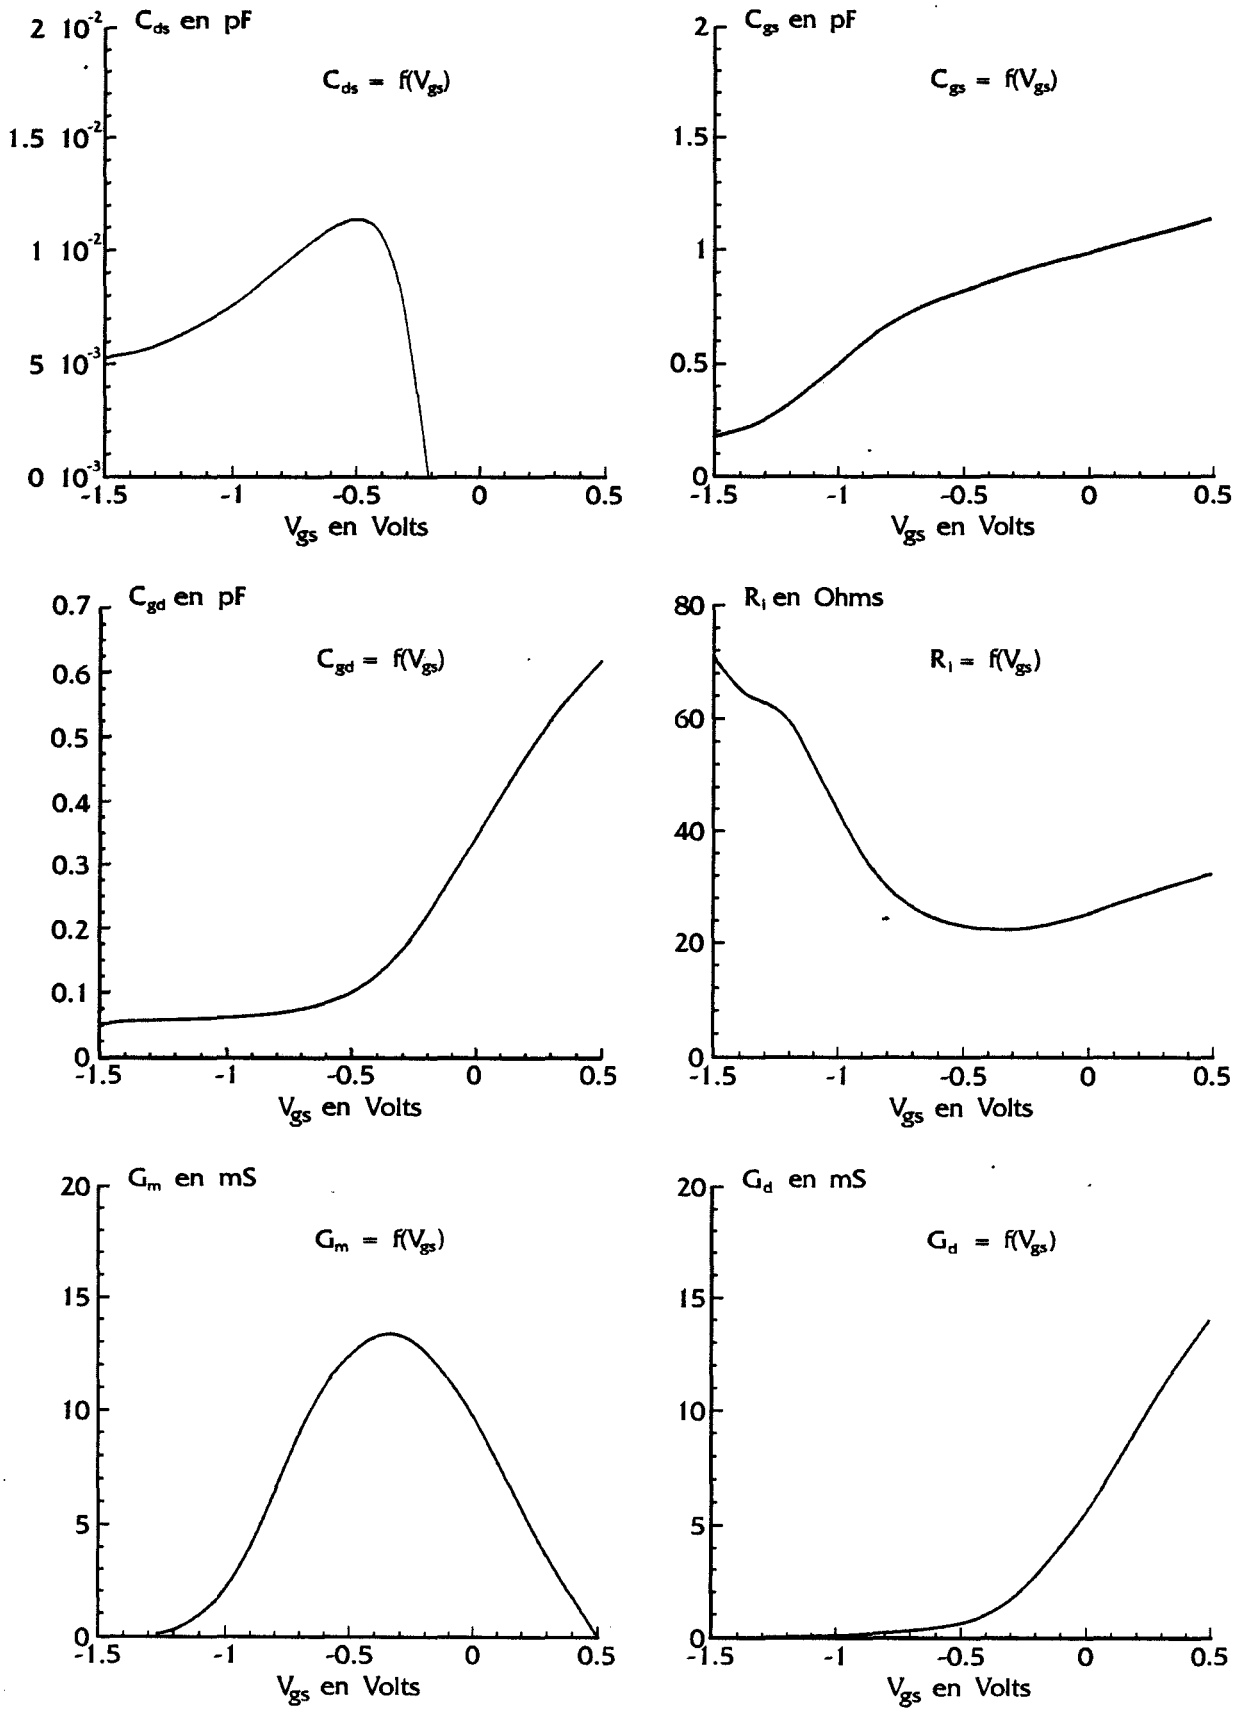 C_ds en pF
C_ds = f(V_gs)
2 10^-2
1.5 10^-2
1 10^-2
5 10^-3
0 10^-3
-1.5 -1 -0.5 0 0.5
V_gs en Volts
C_gs en pF
C_gs = f(V_gs)
2
1.5
1
0.5
0
-1.5 -1 -0.5 0 0.5
V_gs en Volts
C_gd en pF
C_gd = f(V_gs)
0.7
0.6
0.5
0.4
0.3
0.2
0.1
0
-1.5 -1 -0.5 0 0.5
V_gs en Volts
R_i en Ohms
R_i = f(V_gs)
80
60
40
20
0
-1.5 -1 -0.5 0 0.5
V_gs en Volts
G_m en mS
G_m = f(V_gs)
20
15
10
5
0
-1.5 -1 -0.5 0 0.5
V_gs en Volts
G_d en mS
G_d = f(V_gs)
20
15
10
5
0
-1.5 -1 -0.5 0 0.5
V_gs en Volts